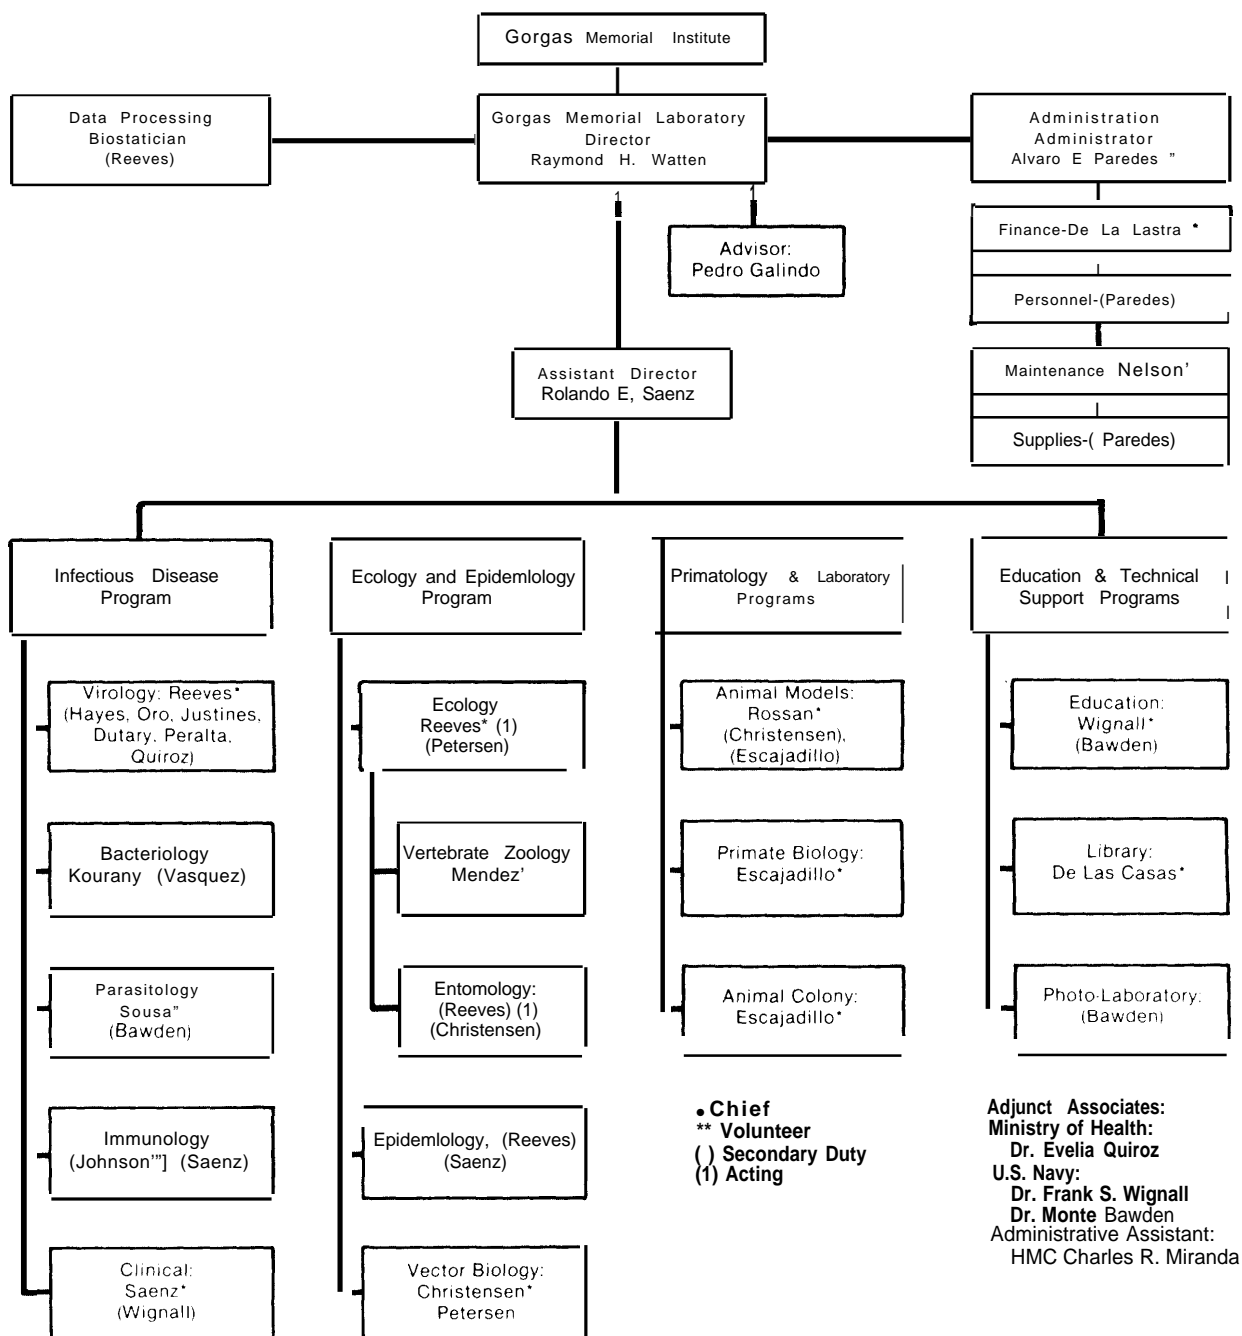 Gorgas Memorial Institute
Data Processing
Biostatician
(Reeves)
Gorgas Memorial Laboratory
Director
Raymond H. Watten
Administration
Administrator
Alvaro E Paredes ”
Finance-De La Lastra *
Personnel-(Paredes)
Maintenance Nelson’
Supplies-( Paredes)
Advisor:
Pedro Galindo
Assistant Director
Rolando E, Saenz
Infectious Disease
Program
Ecology and Epidemlology
Program
Primatology & Laboratory
Programs
Education & Technical
Support Programs
Virology: Reeves*
(Hayes, Oro, Justines,
Dutary, Peralta,
Quiroz)
Bacteriology
Kourany (Vasquez)
Parasitology
Sousa”
(Bawden)
Immunology
(Johnson’”] (Saenz)
Clinical:
Saenz*
(Wignall)
Ecology
Reeves* (1)
(Petersen)
Vertebrate Zoology
Mendez’
Entomology:
(Reeves) (1)
(Christensen)
Epidemlology, (Reeves)
(Saenz)
Vector Biology:
Christensen*
Petersen
Animal Models:
Rossan*
(Christensen),
(Escajadillo)
Primate Biology:
Escajadillo*
Animal Colony:
Escajadillo*
Education:
Wignall*
(Bawden)
Library:
De Las Casas*
Photo-Laboratory:
(Bawden)
• Chief
** Volunteer
( ) Secondary Duty
(1) Acting
Adjunct Associates:
Ministry of Health:
Dr. Evelia Quiroz
U.S. Navy:
Dr. Frank S. Wignall
Dr. Monte Bawden
Administrative Assistant:
HMC Charles R. Miranda